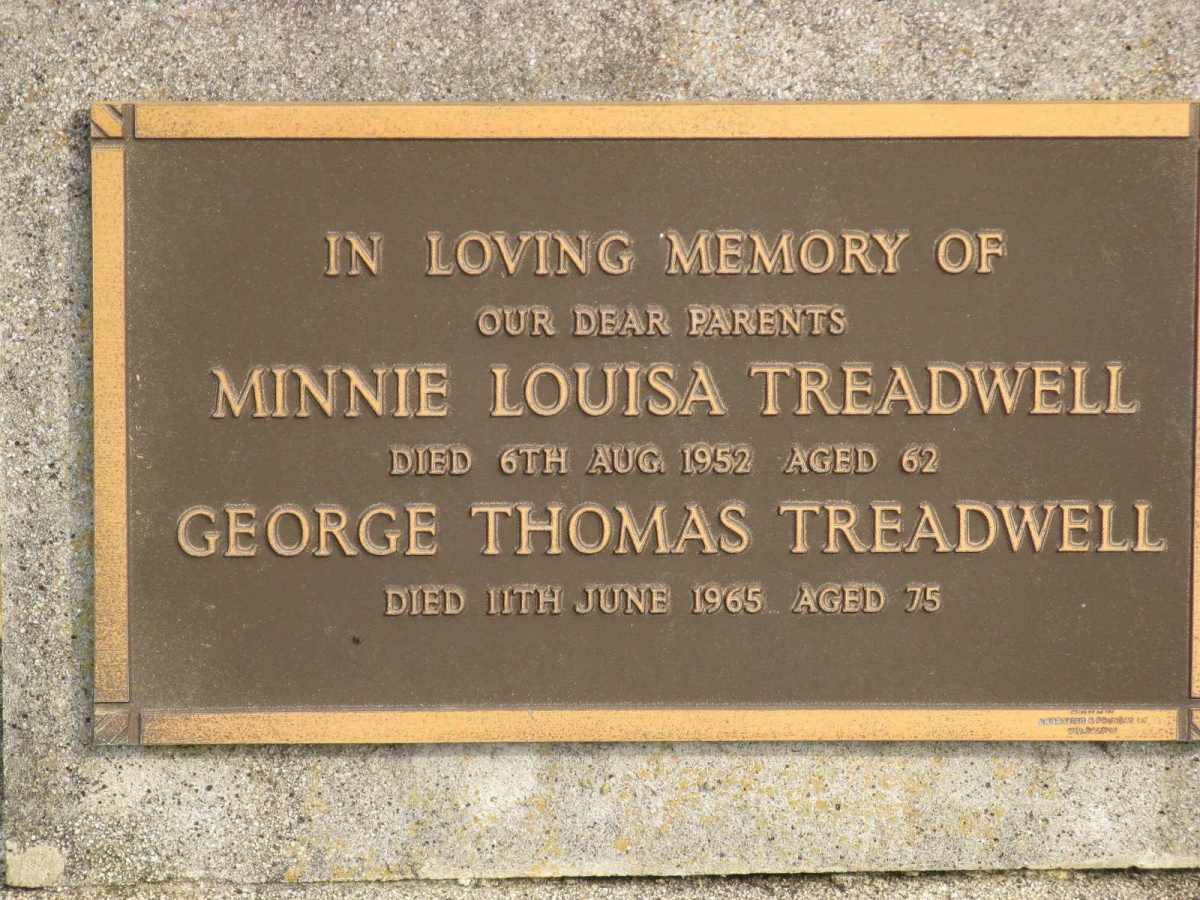 IN LOVING MEMORY OF
OUR DEAR PARENTS
MINNIE LOUISA TREADWELL
DIED 6TH AUG 1952 AGED 62
GEORGE THOMAS TREADWELL
DIED 11TH JUNE 1965 AGED 75